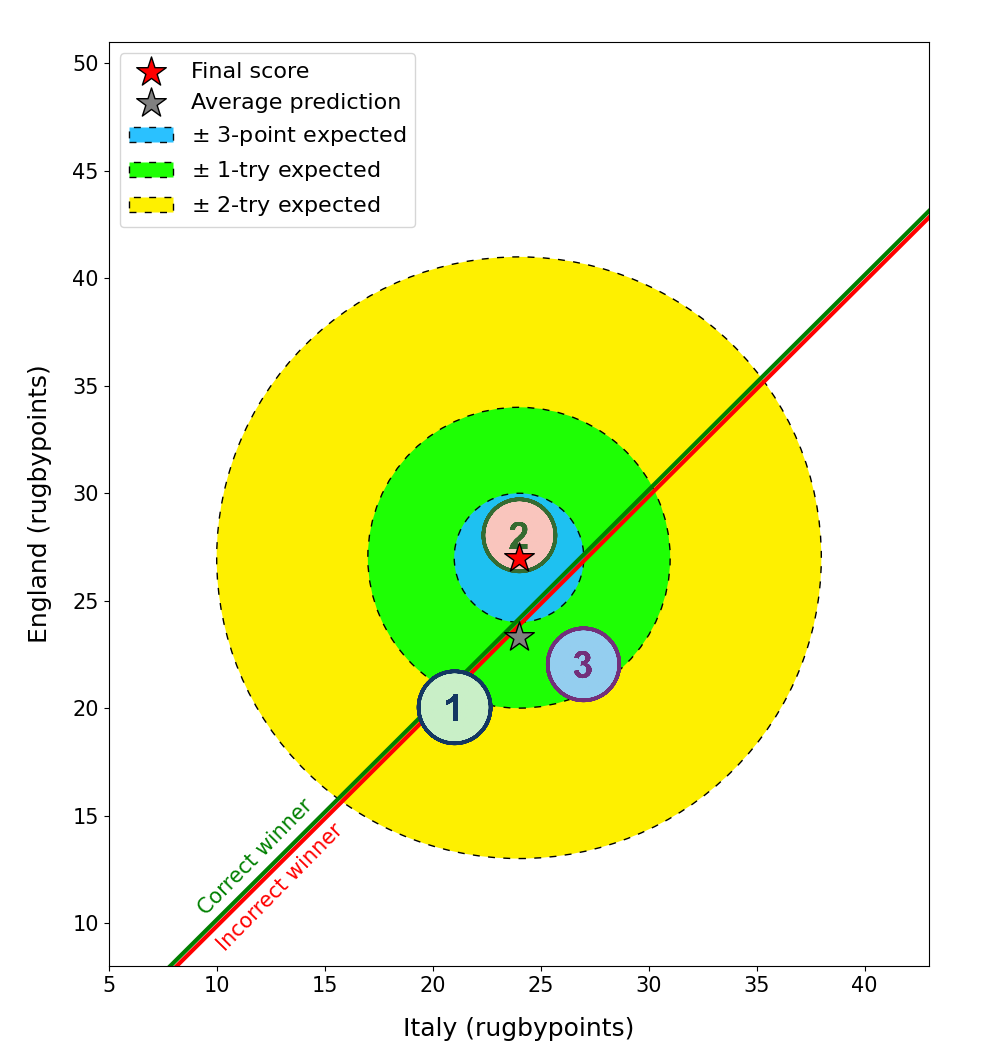 50
45
40
35
30
25
20
15
10
5
10
15
20
25
30
35
40
England (rugbypoints)
Italy (rugbypoints)
Final score
Average prediction
± 3-point expected
± 1-try expected
± 2-try expected
2
3
1
Correct winner
Incorrect winner